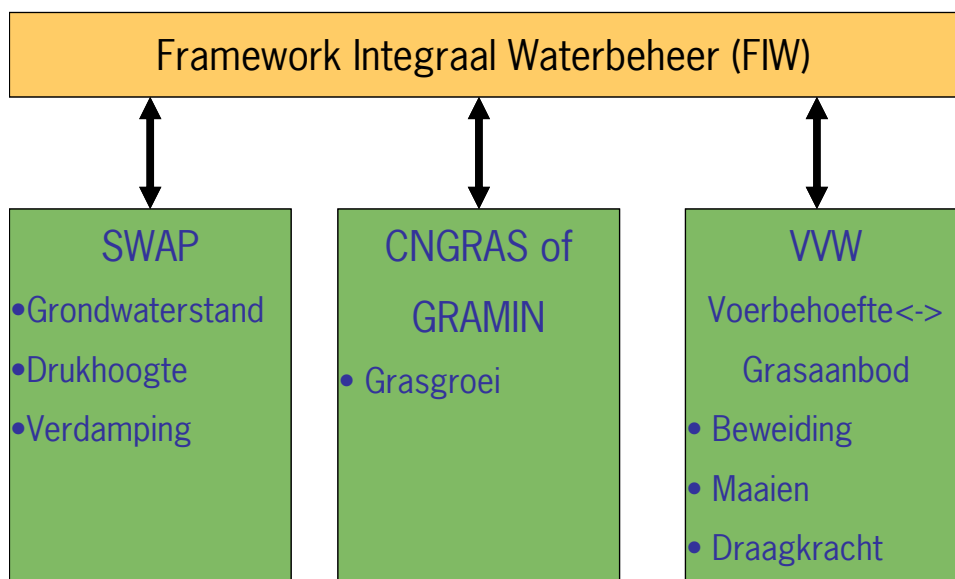 Framework Integraal Waterbeheer (FIW)
SWAP
•Grondwaterstand
•Drukhoogte
•Verdamping
CNGRAS of
GRAMIN
• Grasgroei
VVW
Voerbehoefte<->
Grasaanbod
• Beweiding
• Maaien
• Draagkracht